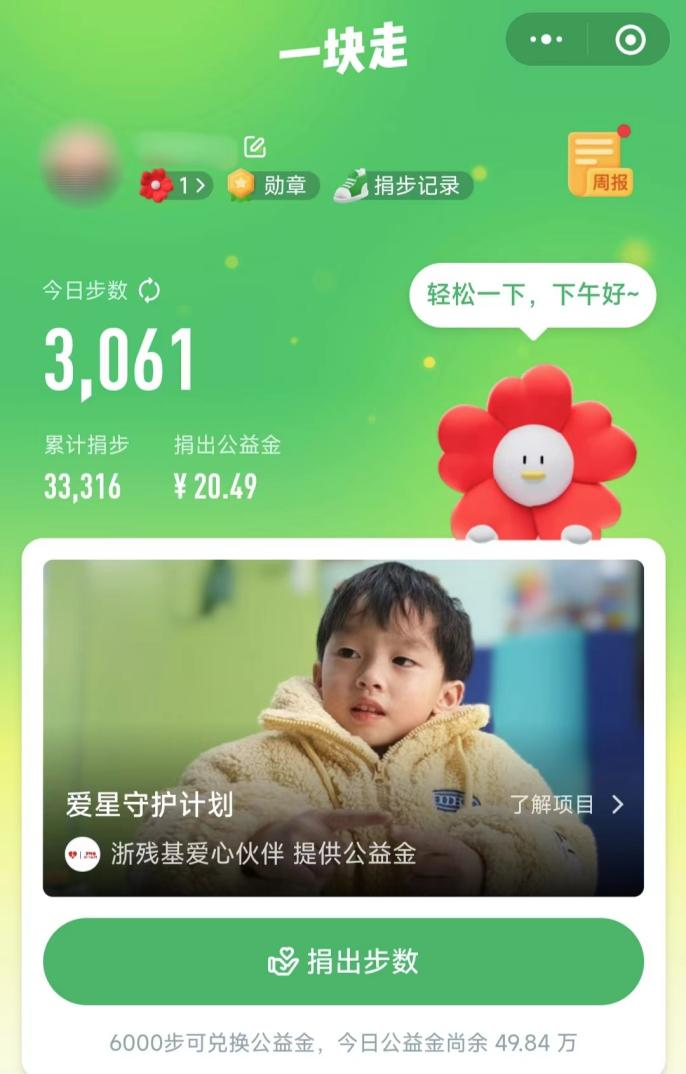 一块走
1
勋章
捐步记录
周报
今日步数
轻松一下，下午好~
3,061
累计捐步 捐出公益金
33,316 ¥20.49
爱星守护计划
了解项目
浙残基爱心伙伴 提供公益金
捐出步数
6000步可兑换公益金，今日公益金尚余 49.84 万